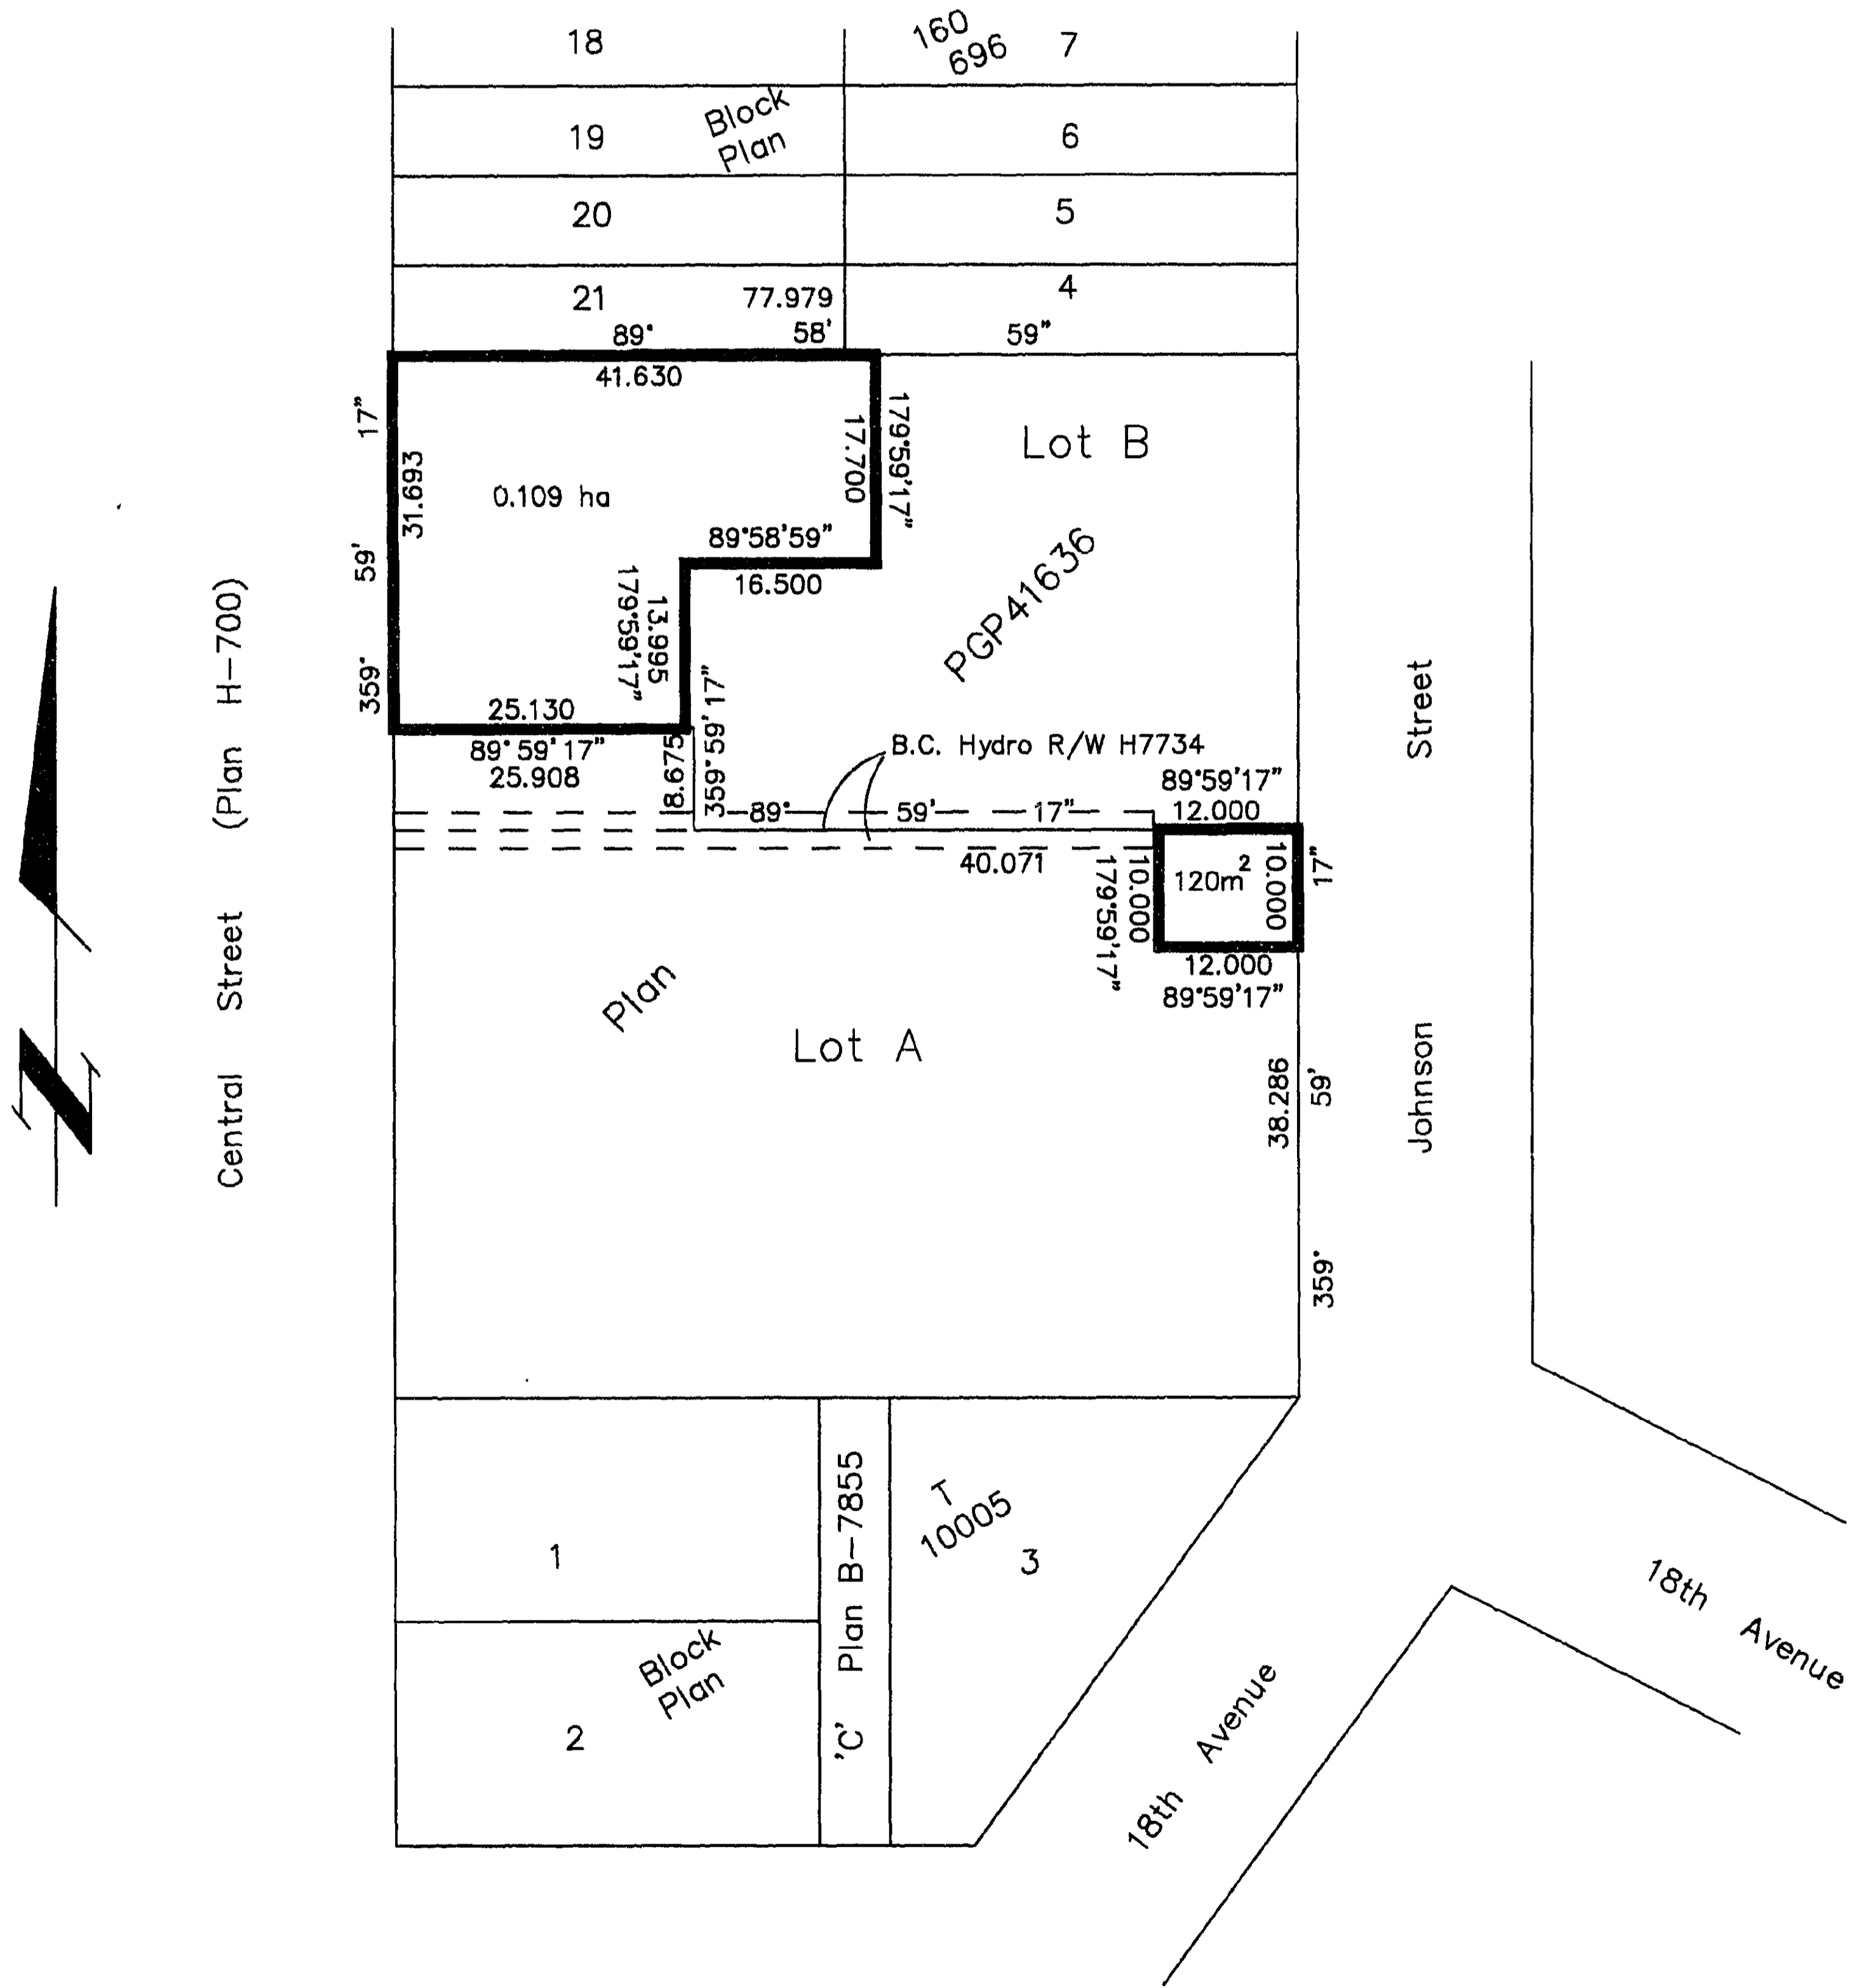 18
160
696
7
Block
Plan
19
6
20
5
21
77.979
4
89°
58'
59"
41.630
17"
31.693
59'
359°
0.109 ha
17.700
179°59'17"
Lot B
89°58'59"
16.500
13.995
179°59'17"
PGP41636
25.130
89°59'17"
25.908
8.975
359°59'17"
B.C. Hydro R/W H7734
89°59'17"
12.000
89°
59'
17"
40.071
10.000
179°59'17"
120m²
10.000
17"
12.000
89°59'17"
Plan
Lot A
38.286
59'
359°
Central Street (Plan H-700)
N
Johnson Street
1
'C' Plan B-7855
T
10005
3
Block
Plan
2
18th Avenue
18th Avenue